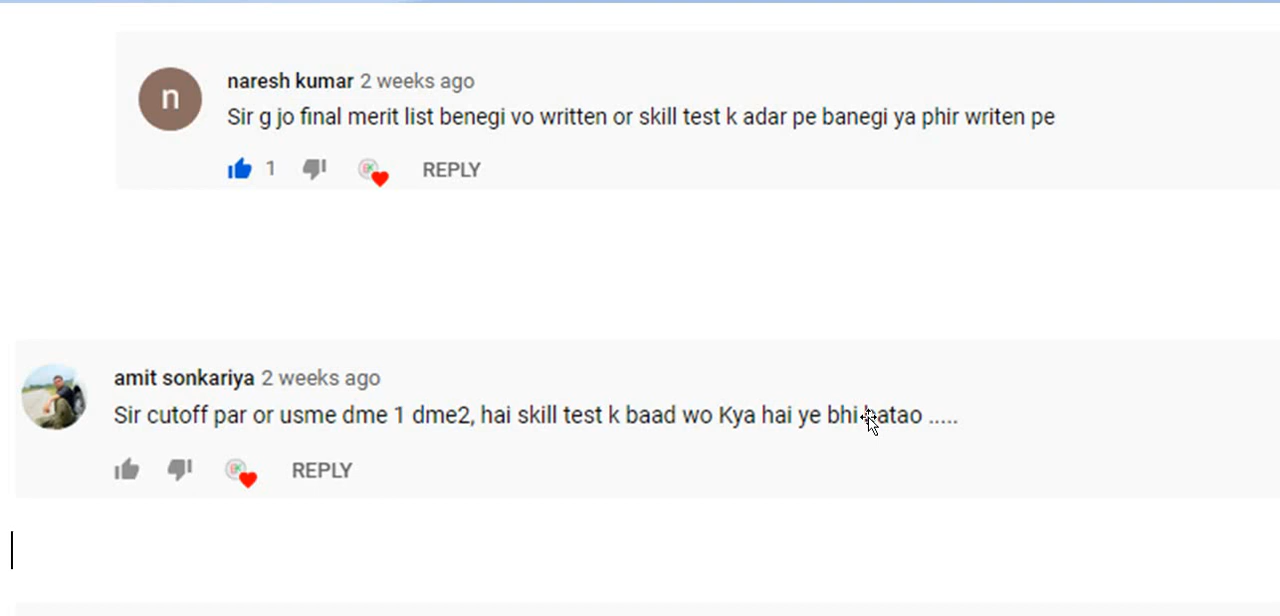 n
naresh kumar 2 weeks ago
Sir g jo final merit list benegi vo written or skill test k adar pe banegi ya phir writen pe
1 REPLY
amit sonkariya 2 weeks ago
Sir cutoff par or usme dme 1 dme2, hai skill test k baad wo Kya hai ye bhi batao .....
REPLY